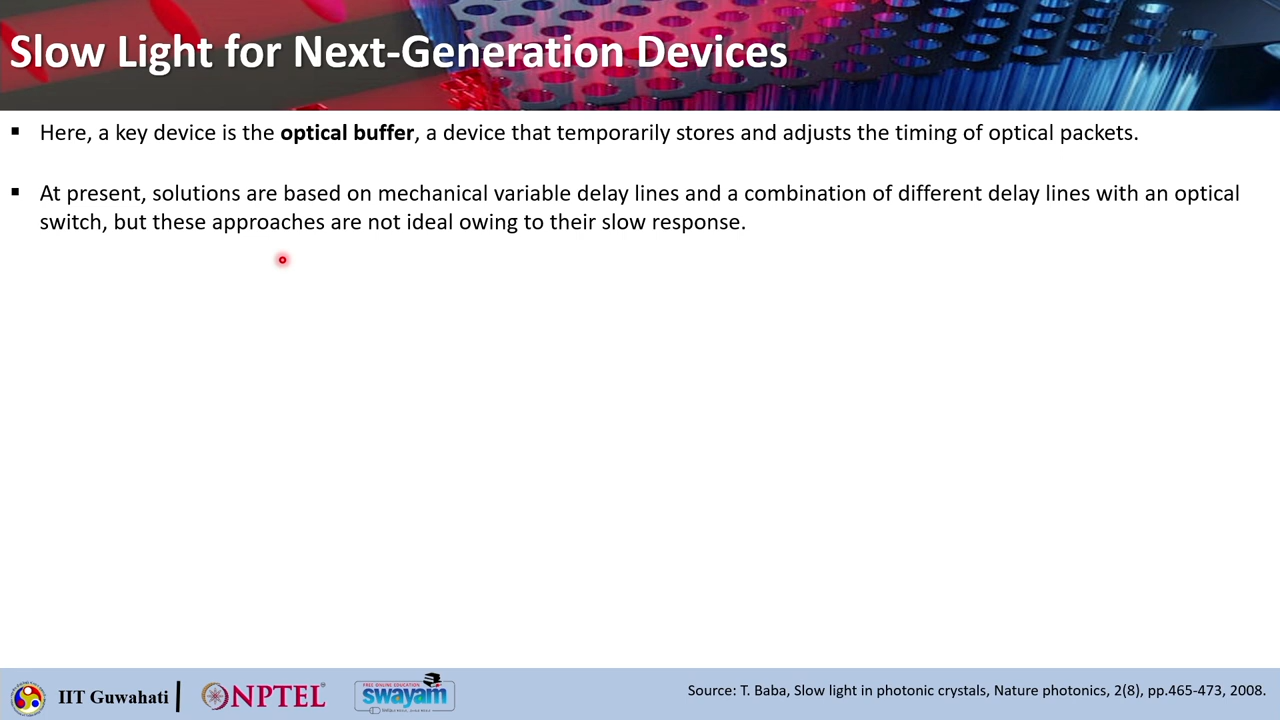 Slow Light for Next-Generation Devices
▪ Here, a key device is the optical buffer, a device that temporarily stores and adjusts the timing of optical packets.
▪ At present, solutions are based on mechanical variable delay lines and a combination of different delay lines with an optical
switch, but these approaches are not ideal owing to their slow response.
IIT Guwahati
NPTEL
FREE ONLINE EDUCATION
swayam
Source: T. Baba, Slow light in photonic crystals, Nature photonics, 2(8), pp.465-473, 2008.